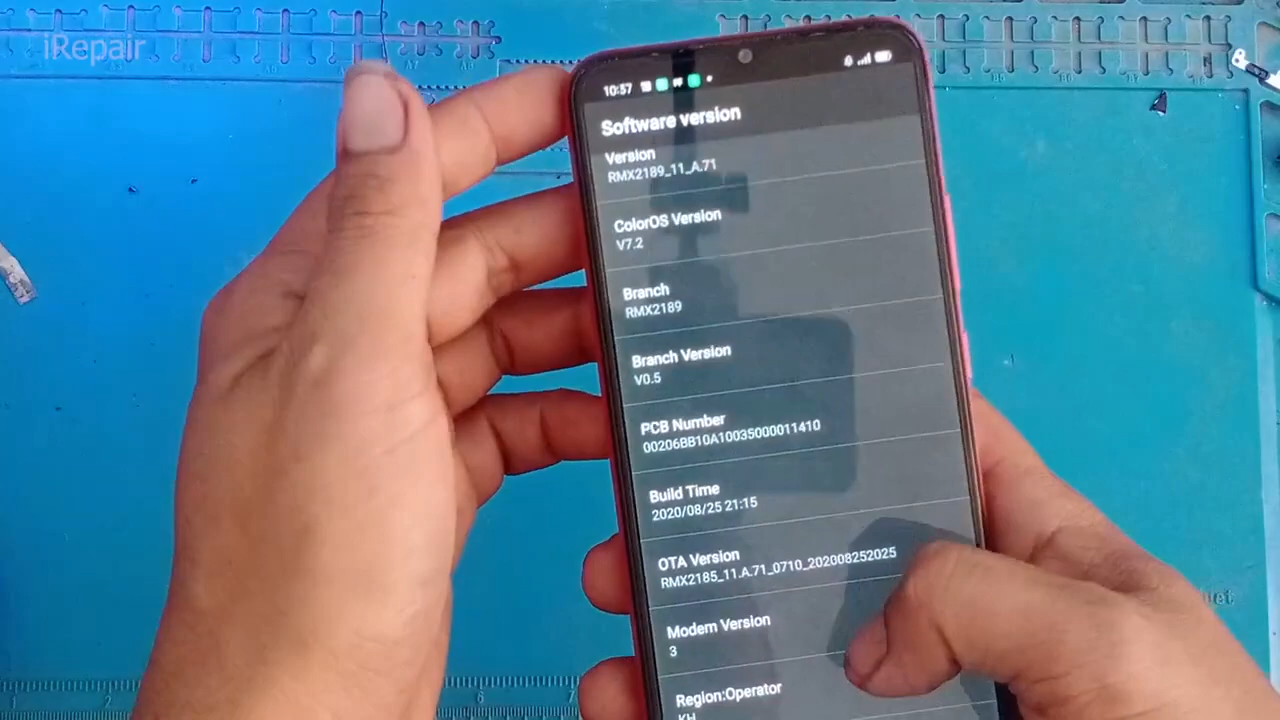 iRepair
10:57
Software version
Version
RMX2189_11_A.71
ColorOS Version
V7.2
Branch
RMX2189
Branch Version
V0.5
PCB Number
00206BB10A10035000011410
Build Time
2020/08/25 21:15
OTA Version
RMX2185_11.A.71_0710_202008252025
Modem Version
3
Region:Operator
KH